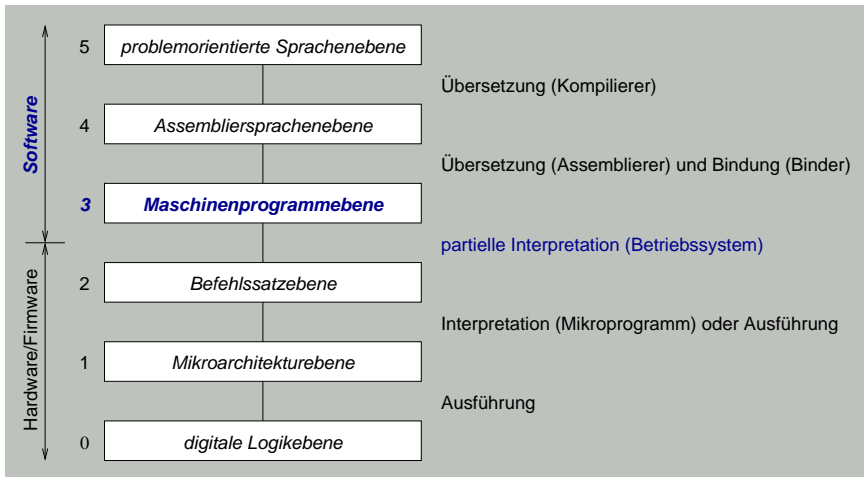 5 problemorientierte Sprachenebene
Übersetzung (Kompilierer)
4 Assembliersprachenebene
Übersetzung (Assemblierer) und Bindung (Binder)
3 Maschinenprogrammebene
partielle Interpretation (Betriebssystem)
2 Befehlssatzebene
Interpretation (Mikroprogramm) oder Ausführung
1 Mikroarchitekturebene
Ausführung
0 digitale Logikebene
Software
Hardware/Firmware